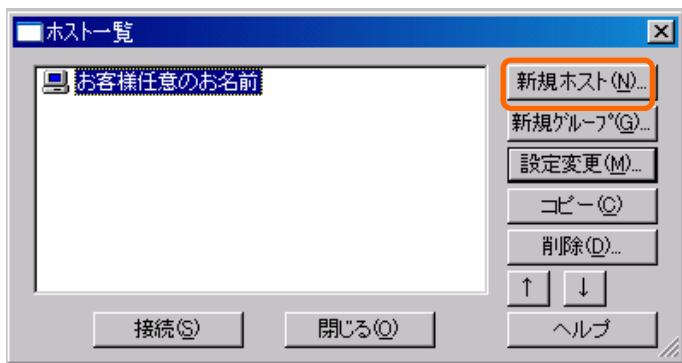 ホスト一覧
お客様任意のお名前
新規ホスト(N)...
新規ｸﾞﾙｰﾌﾟ(G)...
設定変更(M)...
コピー(C)
削除(D)...
↑ ↓
接続(S) 閉じる(O) ヘルプ